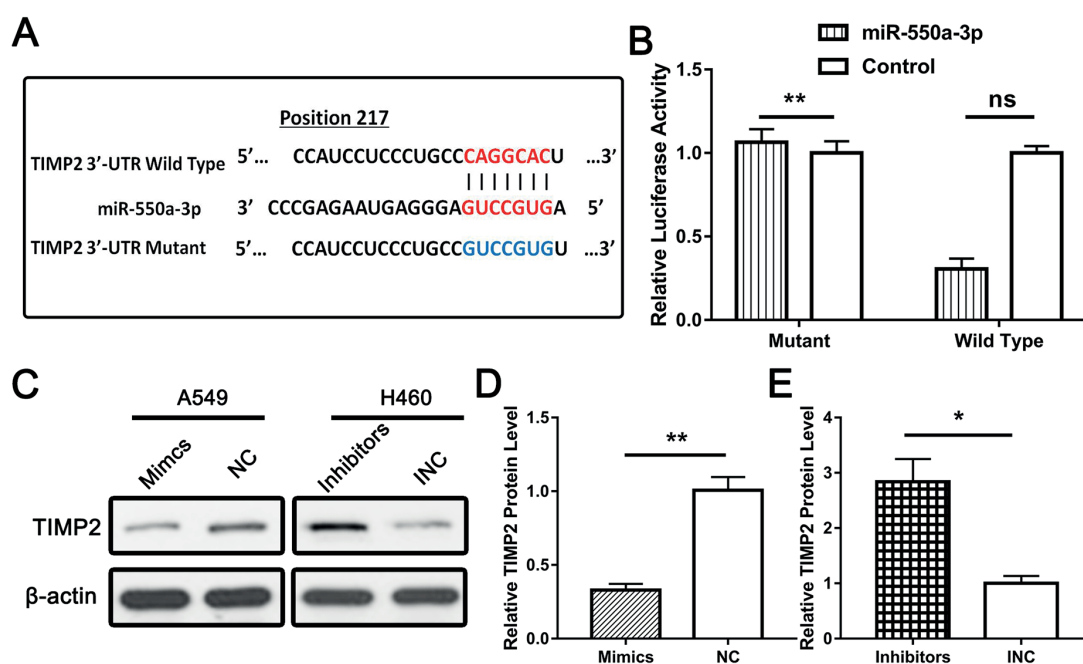 A
Position 217
TIMP2 3'-UTR Wild Type 5'... CCAUCCUCCCUGCCCAGGCACU ...3'
miR-550a-3p 3' CCCGAGAAUGAGGGAGUCCGUGA 5'
TIMP2 3'-UTR Mutant 5'... CCAUCCUCCCUGCCGUCCGUGU ...3'
B
miR-550a-3p
Control
Relative Luciferase Activity
1.5
1.0
0.5
0.0
**
ns
Mutant
Wild Type
C
A549
H460
Mimcs
NC
Inhibitors
INC
TIMP2
β-actin
D
Relative TIMP2 Protein Level
1.5
1.0
0.5
0.0
**
Mimics
NC
E
Relative TIMP2 Protein Level
4
3
2
1
0
*
Inhibitors
INC